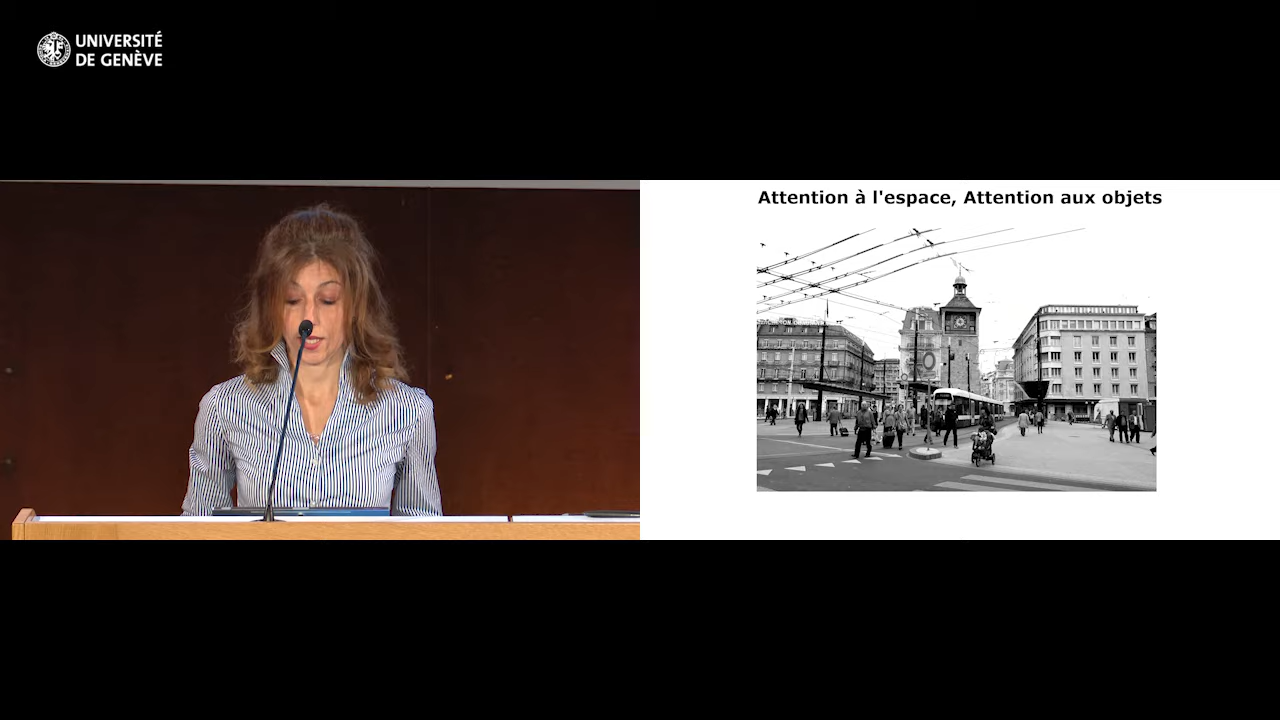 UNIVERSITÉ
DE GENÈVE
Attention à l'espace, Attention aux objets